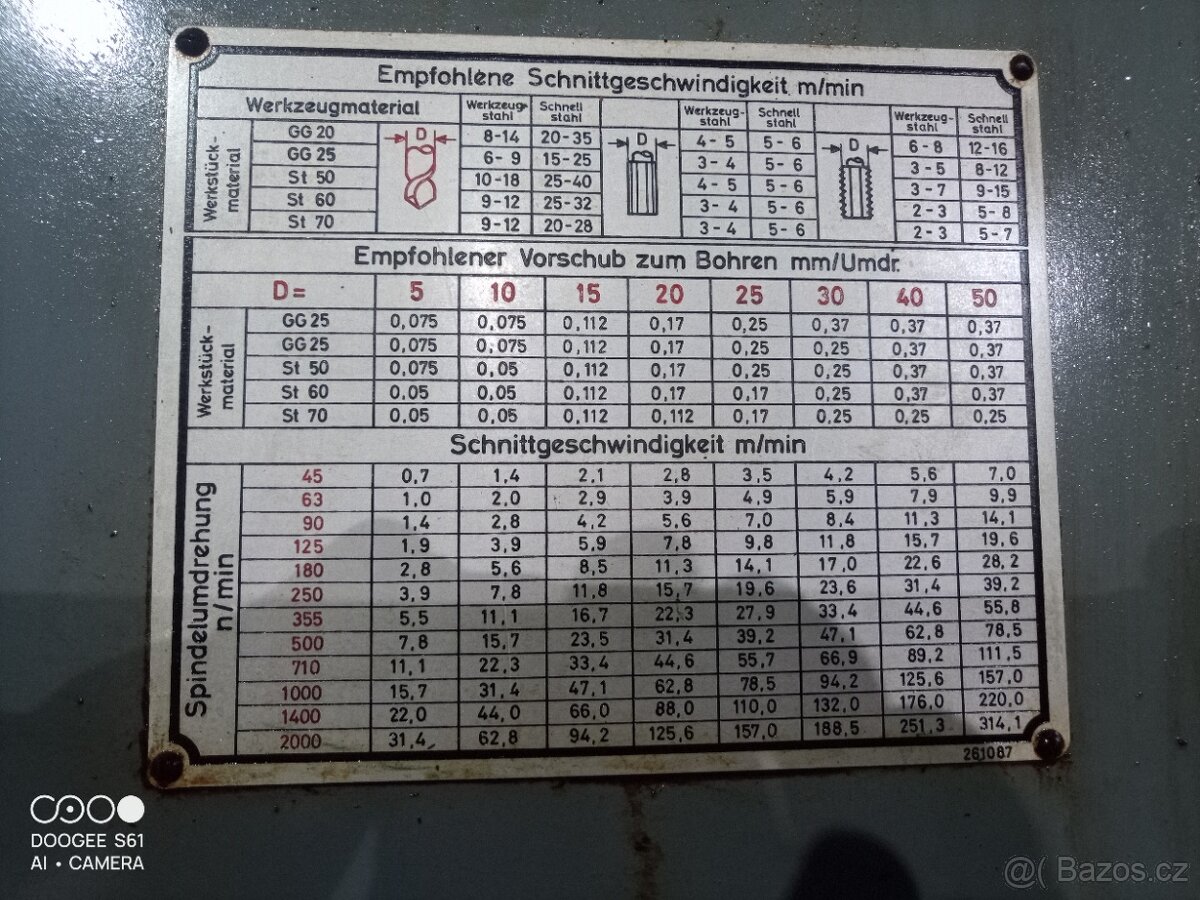 Empfohlene Schnittgeschwindigkeit m/min
Werkzeugmaterial Werkzeug- stahl Schnell stahl Werkzeug- stahl Schnell stahl Werkzeug- stahl Schnell stahl
Werkstück- material
D D D
GG 20 8-14 20-35 4-5 5-6 6-8 12-16
GG 25 6-9 15-25 3-4 5-6 3-5 8-12
St 50 10-18 25-40 4-5 5-6 3-7 9-15
St 60 9-12 25-32 3-4 5-6 2-3 5-8
St 70 9-12 20-28 3-4 5-6 2-3 5-7
Empfohlener Vorschub zum Bohren mm/Umdr.
D= 5 10 15 20 25 30 40 50
Werkstück- material
GG 25 0,075 0,075 0,112 0,17 0,25 0,37 0,37 0,37
GG 25 0,075 0,075 0,112 0,17 0,25 0,25 0,37 0,37
St 50 0,075 0,05 0,112 0,17 0,25 0,25 0,37 0,37
St 60 0,05 0,05 0,112 0,17 0,17 0,25 0,37 0,37
St 70 0,05 0,05 0,112 0,112 0,17 0,25 0,25 0,25
Schnittgeschwindigkeit m/min
Spindelumdrehung n/min
45 0,7 1,4 2,1 2,8 3,5 4,2 5,6 7,0
63 1,0 2,0 2,9 3,9 4,9 5,9 7,9 9,9
90 1,4 2,8 4,2 5,6 7,0 8,4 11,3 14,1
125 1,9 3,9 5,9 7,8 9,8 11,8 15,7 19,6
180 2,8 5,6 8,5 11,3 14,1 17,0 22,6 28,2
250 3,9 7,8 11,8 15,7 19,6 23,6 31,4 39,2
355 5,5 11,1 16,7 22,3 27,9 33,4 44,6 55,8
500 7,8 15,7 23,5 31,4 39,2 47,1 62,8 78,5
710 11,1 22,3 33,4 44,6 55,7 66,9 89,2 111,5
1000 15,7 31,4 47,1 62,8 78,5 94,2 125,6 157,0
1400 22,0 44,0 66,0 88,0 110,0 132,0 176,0 220,0
2000 31,4 62,8 94,2 125,6 157,0 188,5 251,3 314,1
261087
DOOGEE S61
AI • CAMERA
@( Bazos.cz